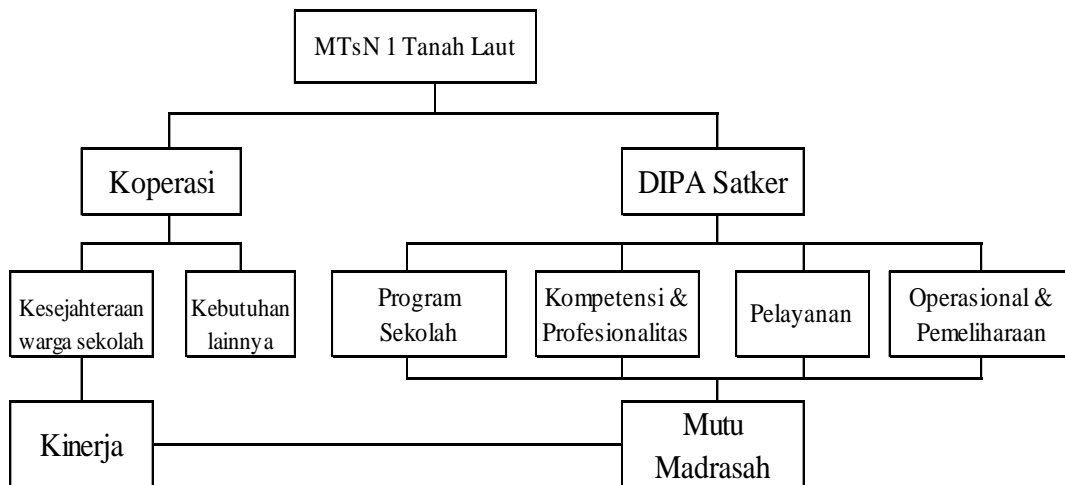 MTsN 1 Tanah Laut
Koperasi
DIPA Satker
Kesejahteraan
warga sekolah
Kebutuhan
lainnya
Program
Sekolah
Kompetensi &
Profesionalitas
Pelayanan
Operasional &
Pemeliharaan
Kinerja
Mutu
Madrasah